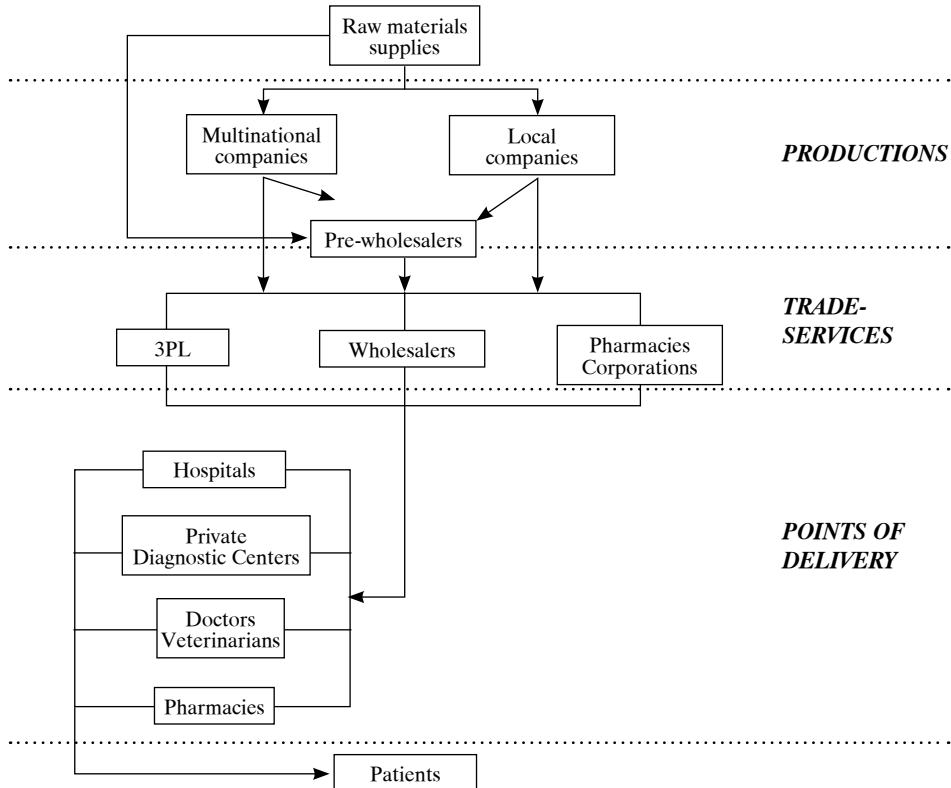 Raw materials
supplies
Multinational
companies
Local
companies
PRODUCTIONS
Pre-wholesalers
TRADE-
SERVICES
3PL
Wholesalers
Pharmacies
Corporations
Hospitals
Private
Diagnostic Centers
POINTS OF
DELIVERY
Doctors
Veterinarians
Pharmacies
Patients